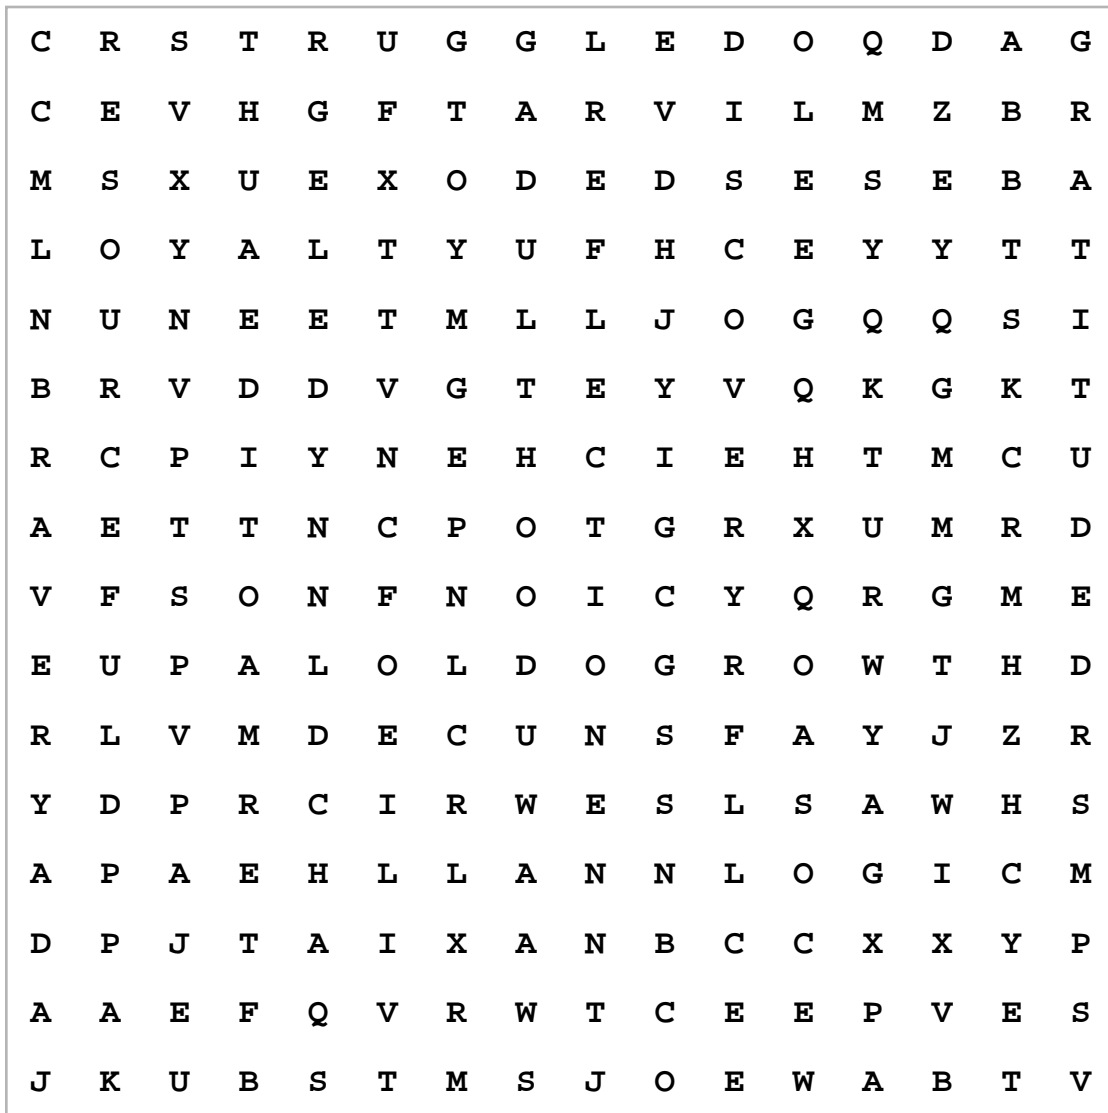 C R S T R U G G L E D O Q D A G
C E V H G F T A R V I L M Z B R
M S X U E X O D E D S E S E B A
L O Y A L T Y U F H C E Y Y T T
N U N E E T M L L J O G Q Q S I
B R V D D V G T E Y V Q K G K T
R C P I Y N E H C I E H T M C U
A E T T N C P O T G R X U M R D
V F S O N F N O I C Y Q R G M E
E U P A L O L D O G R O W T H D
R L V M D E C U N S F A Y J Z R
Y D P R C I R W E S L S A W H S
A P A E H L L A N N L O G I C M
D P J T A I X A N B C C X X Y P
A A E F Q V R W T C E E P V E S
J K U B S T M S J O E W A B T V